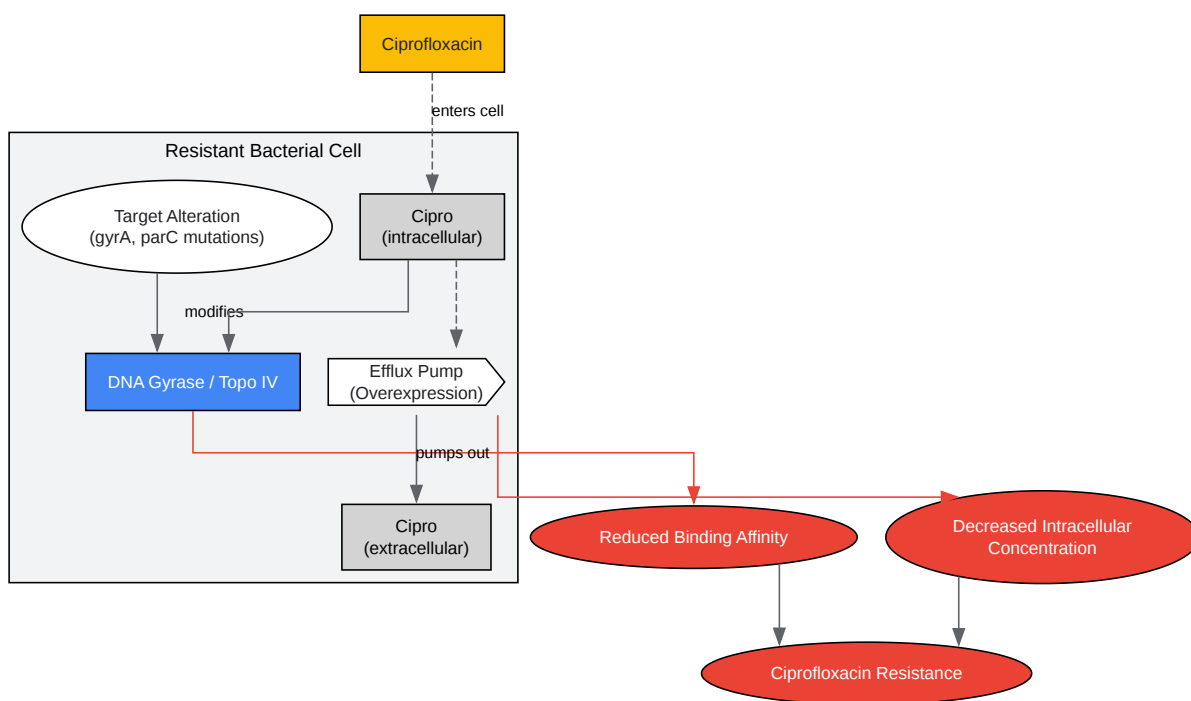 Ciprofloxacin
enters cell
Resistant Bacterial Cell
Target Alteration
(gyrA, parC mutations)
Cipro
(intracellular)
modifies
DNA Gyrase / Topo IV
Efflux Pump
(Overexpression)
pumps out
Cipro
(extracellular)
Reduced Binding Affinity
Decreased Intracellular
Concentration
Ciprofloxacin Resistance